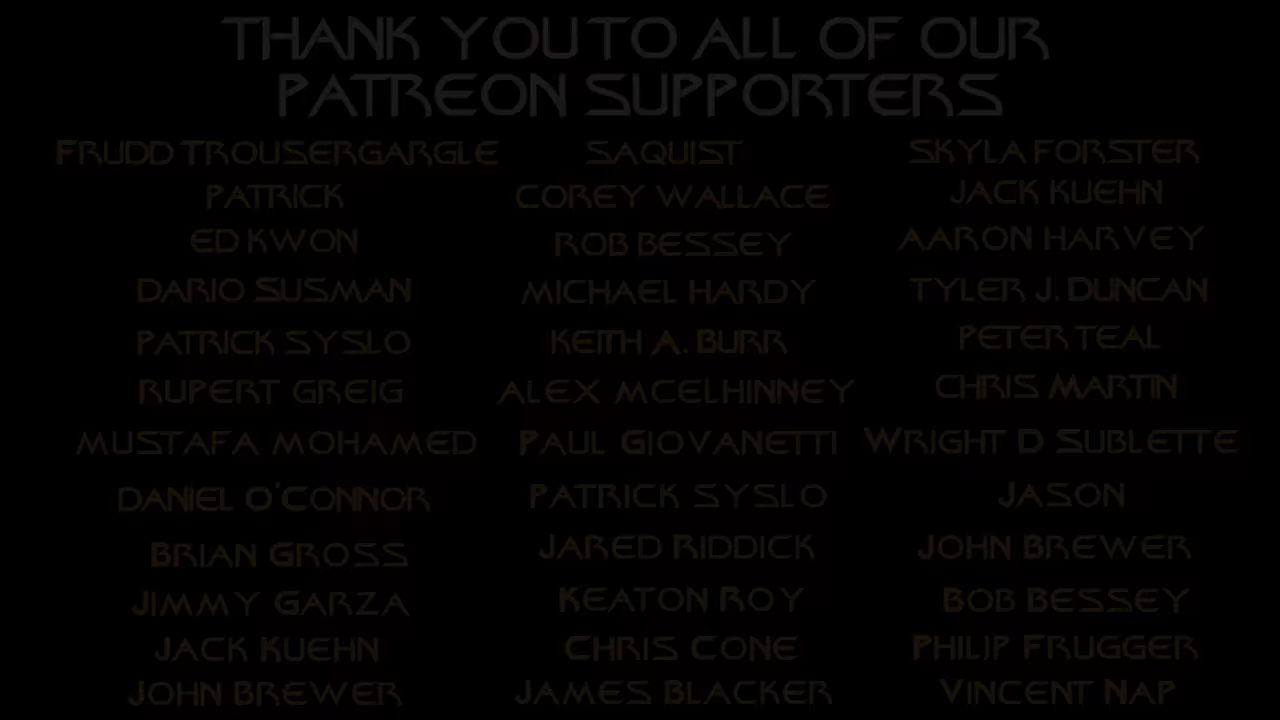 THANK YOU TO ALL OF OUR
PATREON SUPPORTERS
FRUDD TROUSERGARGLE
PATRICK
ED KWON
DARIO SUSMAN
PATRICK SYSLO
RUPERT GREIG
MUSTAFA MOHAMED
DANIEL O'CONNOR
BRIAN GROSS
JIMMY GARZA
JACK KUEHN
JOHN BREWER
SAQUIST
COREY WALLACE
ROB BESSEY
MICHAEL HARDY
KEITH A. BURR
ALEX MCELHINNEY
PAUL GIOVANETTI
PATRICK SYSLO
JARED RIDDICK
KEATON ROY
CHRIS CONE
JAMES BLACKER
SKYLA FORSTER
JACK KUEHN
AARON HARVEY
TYLER J. DUNCAN
PETER TEAL
CHRIS MARTIN
WRIGHT D SUBLETTE
JASON
JOHN BREWER
BOB BESSEY
PHILIP FRUGGER
VINCENT NAP